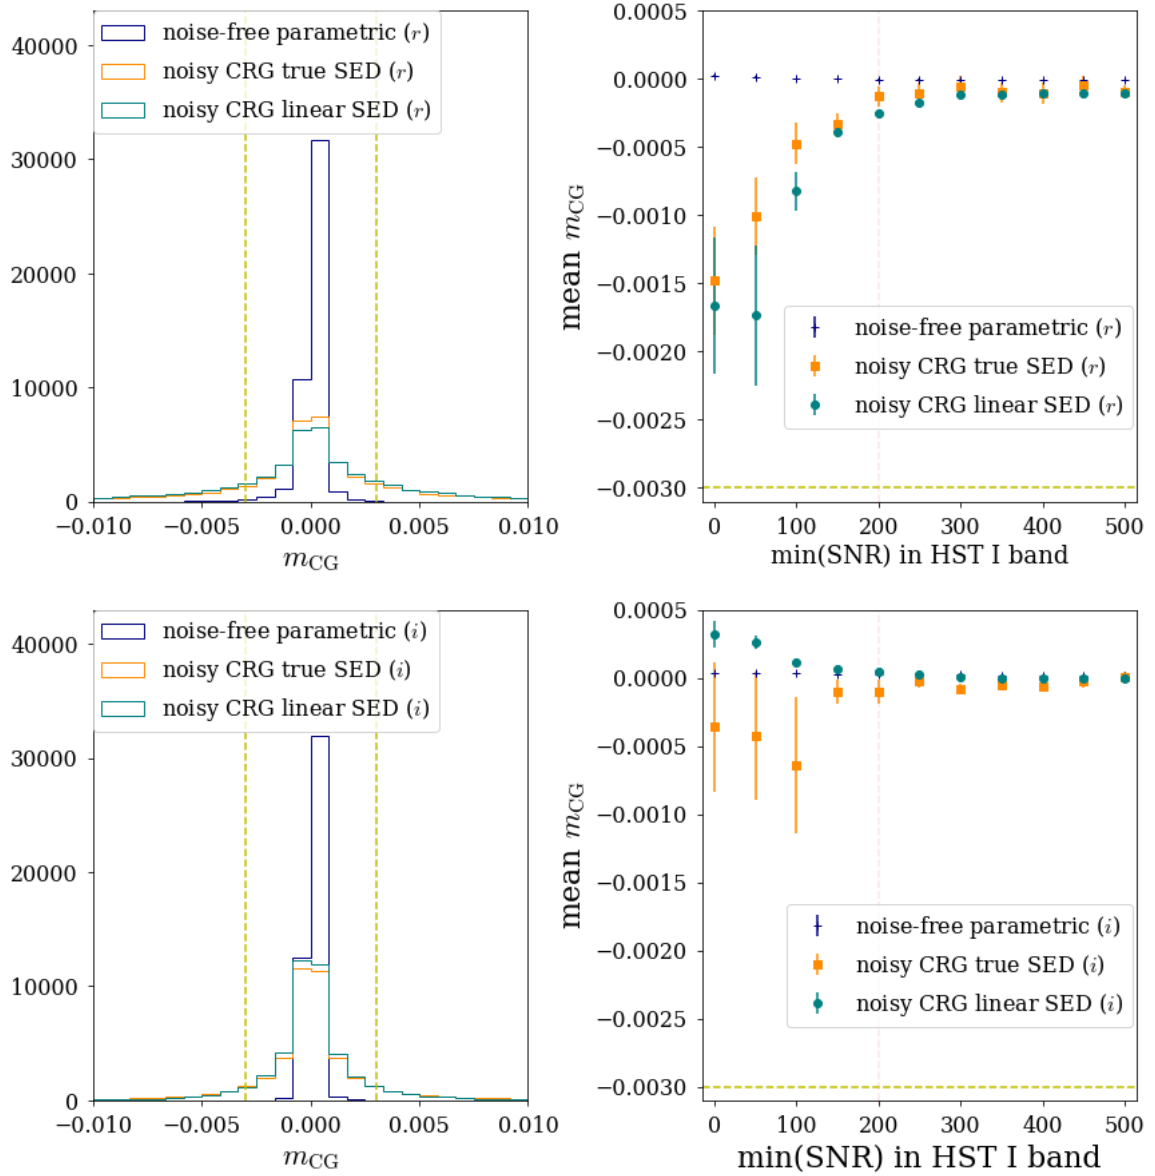 noise-free parametric (r)
noisy CRG true SED (r)
noisy CRG linear SED (r)
40000
30000
20000
10000
0
−0.010
−0.005
0.000
0.005
0.010
m_CG
0.0005
0.0000
−0.0005
−0.0010
−0.0015
−0.0020
−0.0025
−0.0030
mean m_CG
noise-free parametric (r)
noisy CRG true SED (r)
noisy CRG linear SED (r)
0
100
200
300
400
500
min(SNR) in HST I band
noise-free parametric (i)
noisy CRG true SED (i)
noisy CRG linear SED (i)
40000
30000
20000
10000
0
−0.010
−0.005
0.000
0.005
0.010
m_CG
0.0005
0.0000
−0.0005
−0.0010
−0.0015
−0.0020
−0.0025
−0.0030
mean m_CG
noise-free parametric (i)
noisy CRG true SED (i)
noisy CRG linear SED (i)
0
100
200
300
400
500
min(SNR) in HST I band